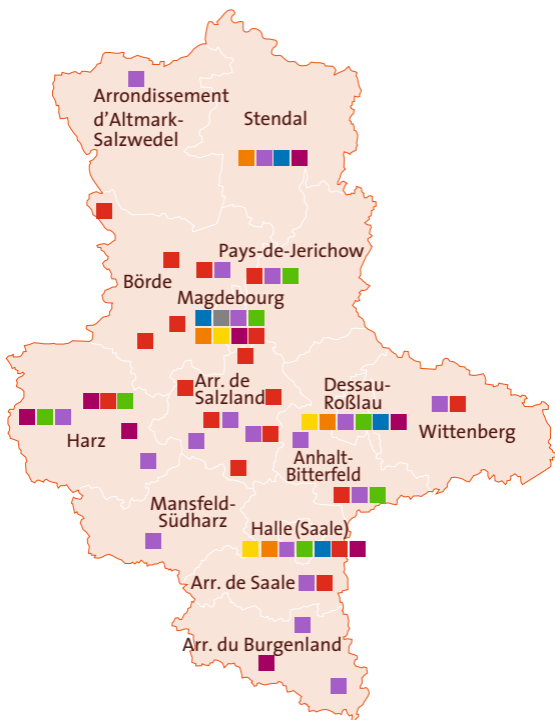 Arrondissement
d'Altmark-
Salzwedel
Stendal
Pays-de-Jerichow
Börde
Magdebourg
Arr. de
Salzland
Dessau-
Roßlau
Wittenberg
Harz
Anhalt-
Bitterfeld
Mansfeld-
Südharz
Halle (Saale)
Arr. de Saale
Arr. du Burgenland